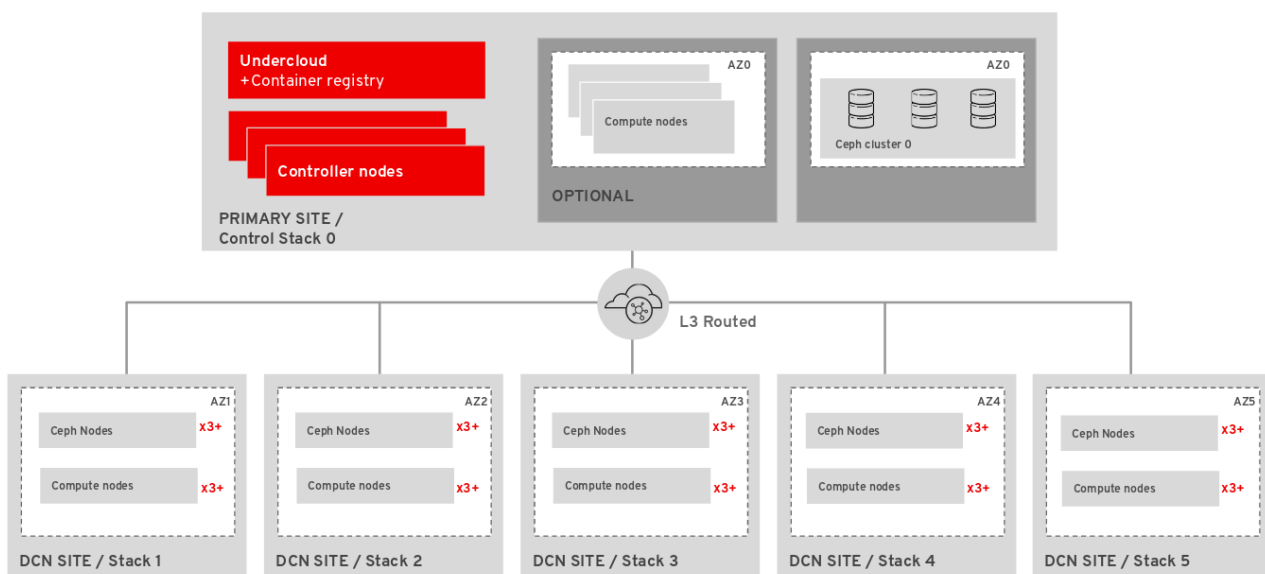 Undercloud
+Container registry
Controller nodes
PRIMARY SITE /
Control Stack 0
AZ0
Compute nodes
OPTIONAL
AZ0
Ceph cluster 0
L3 Routed
AZ1
Ceph Nodes
x3+
Compute nodes
x3+
DCN SITE / Stack 1
AZ2
Ceph Nodes
x3+
Compute nodes
x3+
DCN SITE / Stack 2
AZ3
Ceph Nodes
x3+
Compute nodes
x3+
DCN SITE / Stack 3
AZ4
Ceph Nodes
x3+
Compute nodes
x3+
DCN SITE / Stack 4
AZ5
Ceph Nodes
x3+
Compute nodes
x3+
DCN SITE / Stack 5